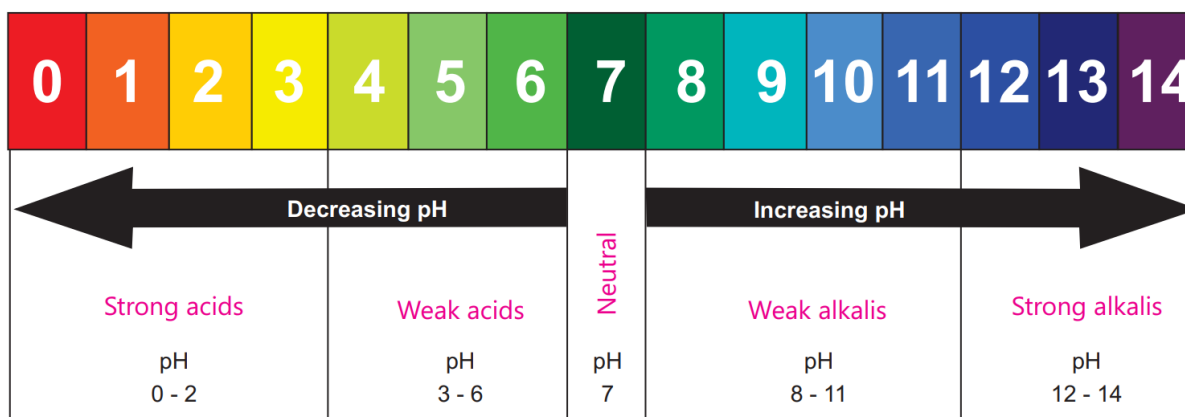 0 1 2 3 4 5 6 7 8 9 10 11 12 13 14
Decreasing pH
Increasing pH
Neutral
Strong acids
Weak acids
Weak alkalis
Strong alkalis
pH
0 - 2
pH
3 - 6
pH
7
pH
8 - 11
pH
12 - 14